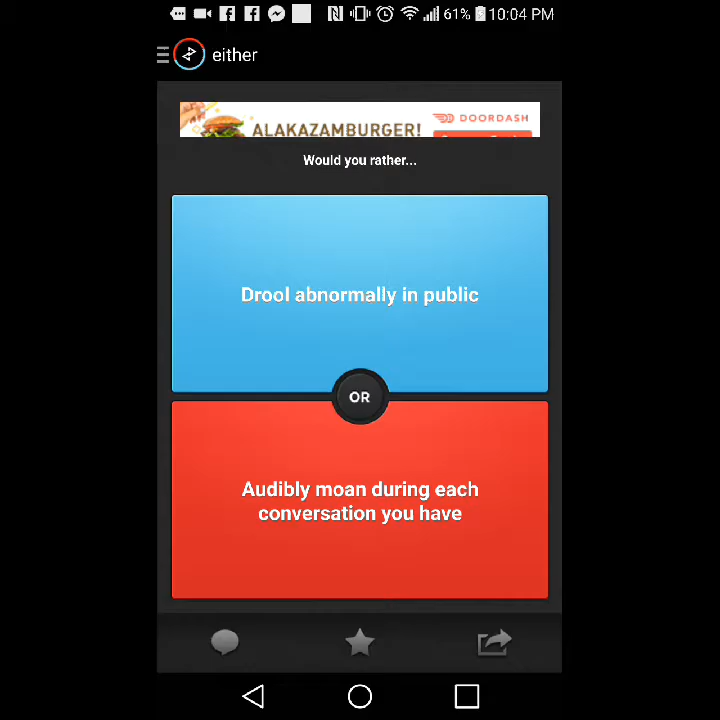 61% 10:04 PM
either
ALAKAZAMBURGER! DOORDASH
Would you rather...
Drool abnormally in public
OR
Audibly moan during each
conversation you have